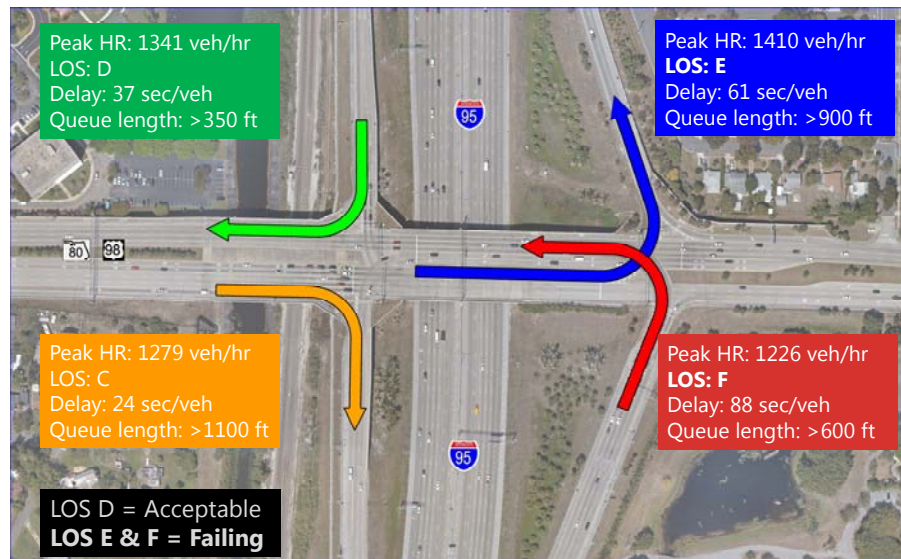 Peak HR: 1341 veh/hr
LOS: D
Delay: 37 sec/veh
Queue length: >350 ft
Peak HR: 1410 veh/hr
LOS: E
Delay: 61 sec/veh
Queue length: >900 ft
95
80
98
Peak HR: 1279 veh/hr
LOS: C
Delay: 24 sec/veh
Queue length: >1100 ft
Peak HR: 1226 veh/hr
LOS: F
Delay: 88 sec/veh
Queue length: >600 ft
95
LOS D = Acceptable
LOS E & F = Failing